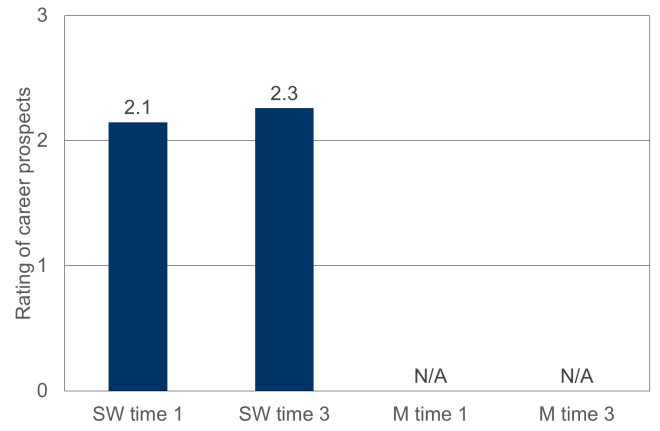 Rating of career prospects
3
2
1
0
2.1
2.3
N/A
N/A
SW time 1
SW time 3
M time 1
M time 3